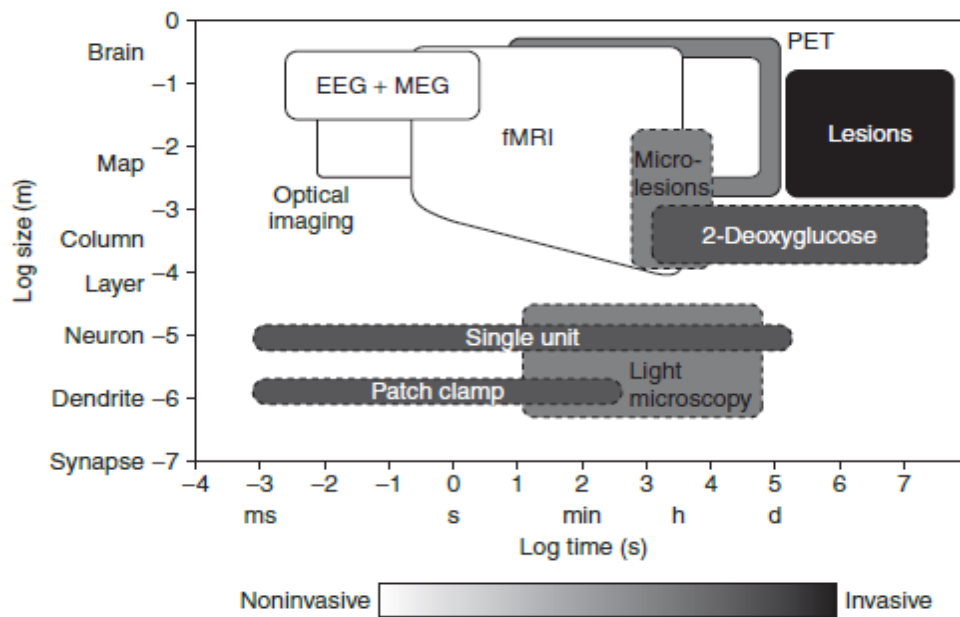 0
Brain
PET
−1
EEG + MEG
fMRI
Lesions
Log size (m)
Map
−2
Micro-
lesions
Optical
imaging
−3
Column
2-Deoxyglucose
−4
Layer
Neuron −5
Single unit
Light
microscopy
Patch clamp
Dendrite −6
Synapse −7
−4 −3 −2 −1 0 1 2 3 4 5 6 7
ms s min h d
Log time (s)
Noninvasive Invasive